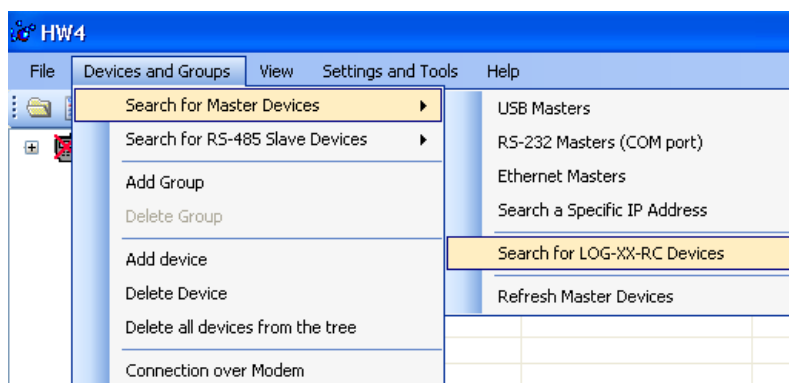 HW4
File Devices and Groups View Settings and Tools Help
Search for Master Devices
Search for RS-485 Slave Devices
Add Group
Delete Group
Add device
Delete Device
Delete all devices from the tree
Connection over Modem
USB Masters
RS-232 Masters (COM port)
Ethernet Masters
Search a Specific IP Address
Search for LOG-XX-RC Devices
Refresh Master Devices